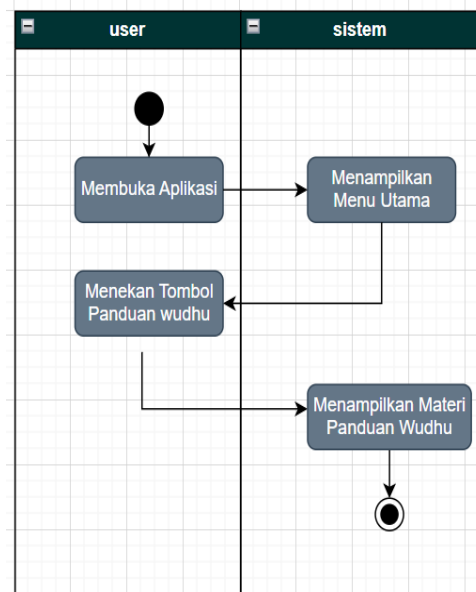 user
sistem
Membuka Aplikasi
Menampilkan
Menu Utama
Menekan Tombol
Panduan wudhu
Menampilkan Materi
Panduan Wudhu